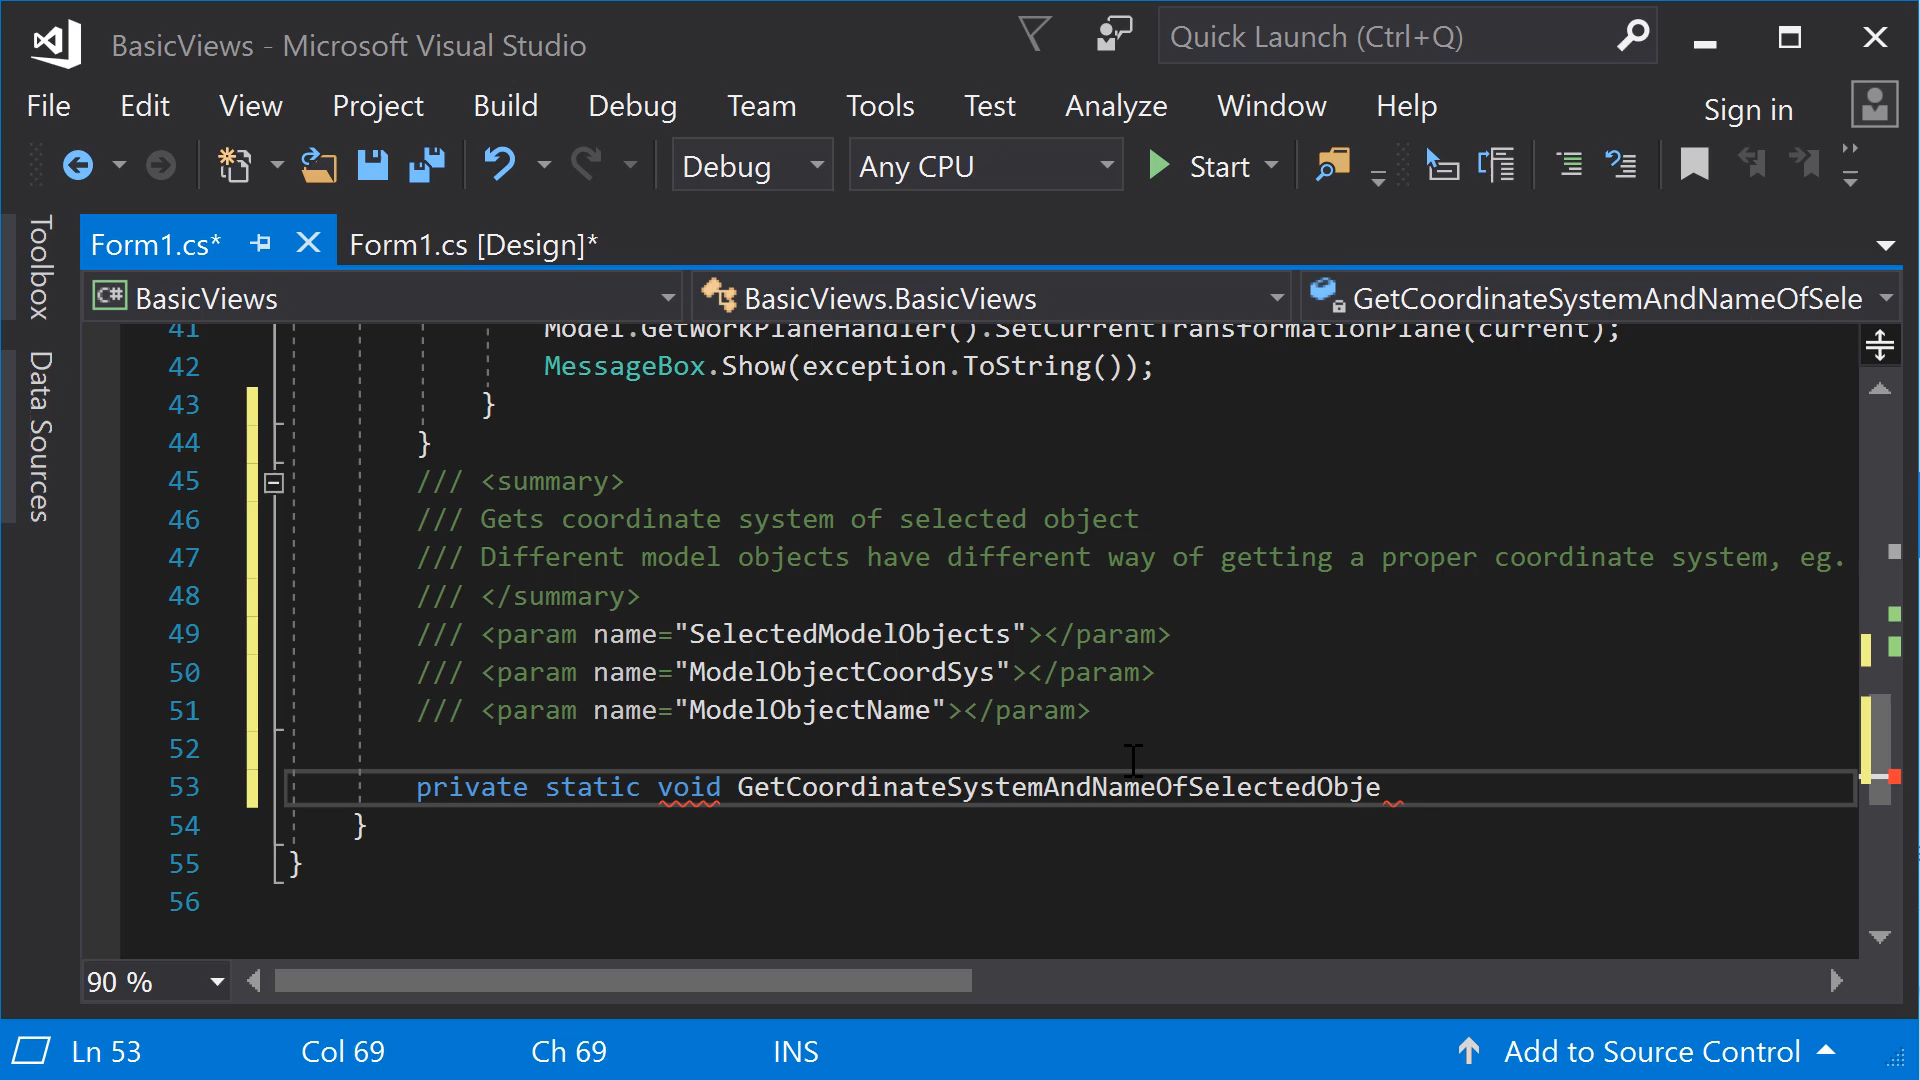 BasicViews - Microsoft Visual Studio
Quick Launch (Ctrl+Q)
File Edit View Project Build Debug Team Tools Test Analyze Window Help Sign in
Debug Any CPU Start
Toolbox
Data Sources
Form1.cs* Form1.cs [Design]*
C# BasicViews BasicViews.BasicViews GetCoordinateSystemAndNameOfSele
41 Model.GetWorkPlaneHandler().SetCurrentTransformationPlane(current);
42 MessageBox.Show(exception.ToString());
43 }
44 }
45 /// <summary>
46 /// Gets coordinate system of selected object
47 /// Different model objects have different way of getting a proper coordinate system, eg.
48 /// </summary>
49 /// <param name="SelectedModelObjects"></param>
50 /// <param name="ModelObjectCoordSys"></param>
51 /// <param name="ModelObjectName"></param>
52
53 private static void GetCoordinateSystemAndNameOfSelectedObje
54 }
55 }
56
90 %
Ln 53 Col 69 Ch 69 INS Add to Source Control